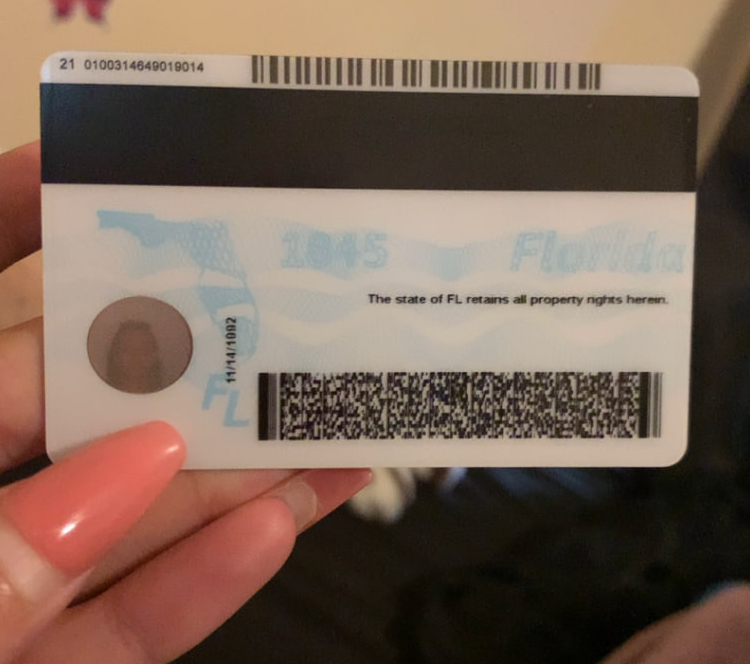 21 0100314649019014
1845 Florida
The state of FL retains all property rights herein.
11/14/1992
FL